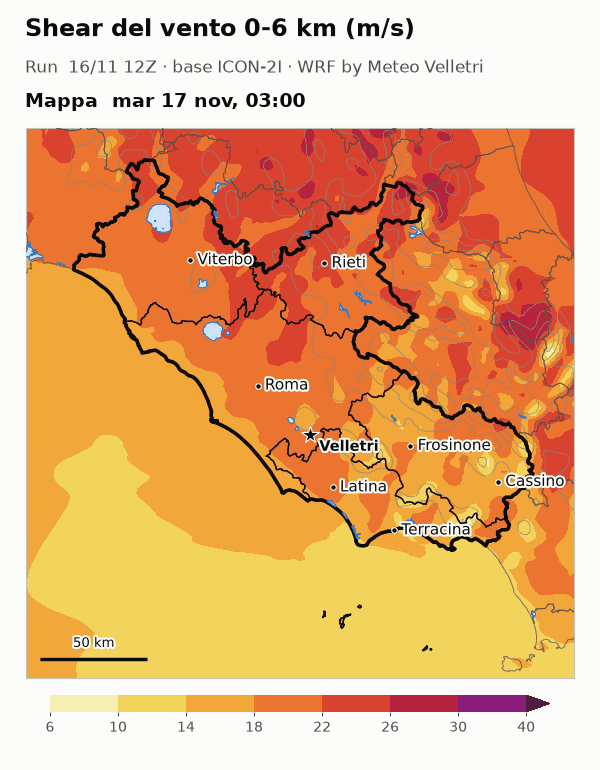 Shear del vento 0-6 km (m/s)
Run  16/11 12Z · base ICON-2I · WRF by Meteo Velletri
Mappa  mar 17 nov, 03:00
Viterbo
Rieti
Roma
Velletri
Frosinone
Cassino
Latina
Terracina
50 km
6 10 14 18 22 26 30 40